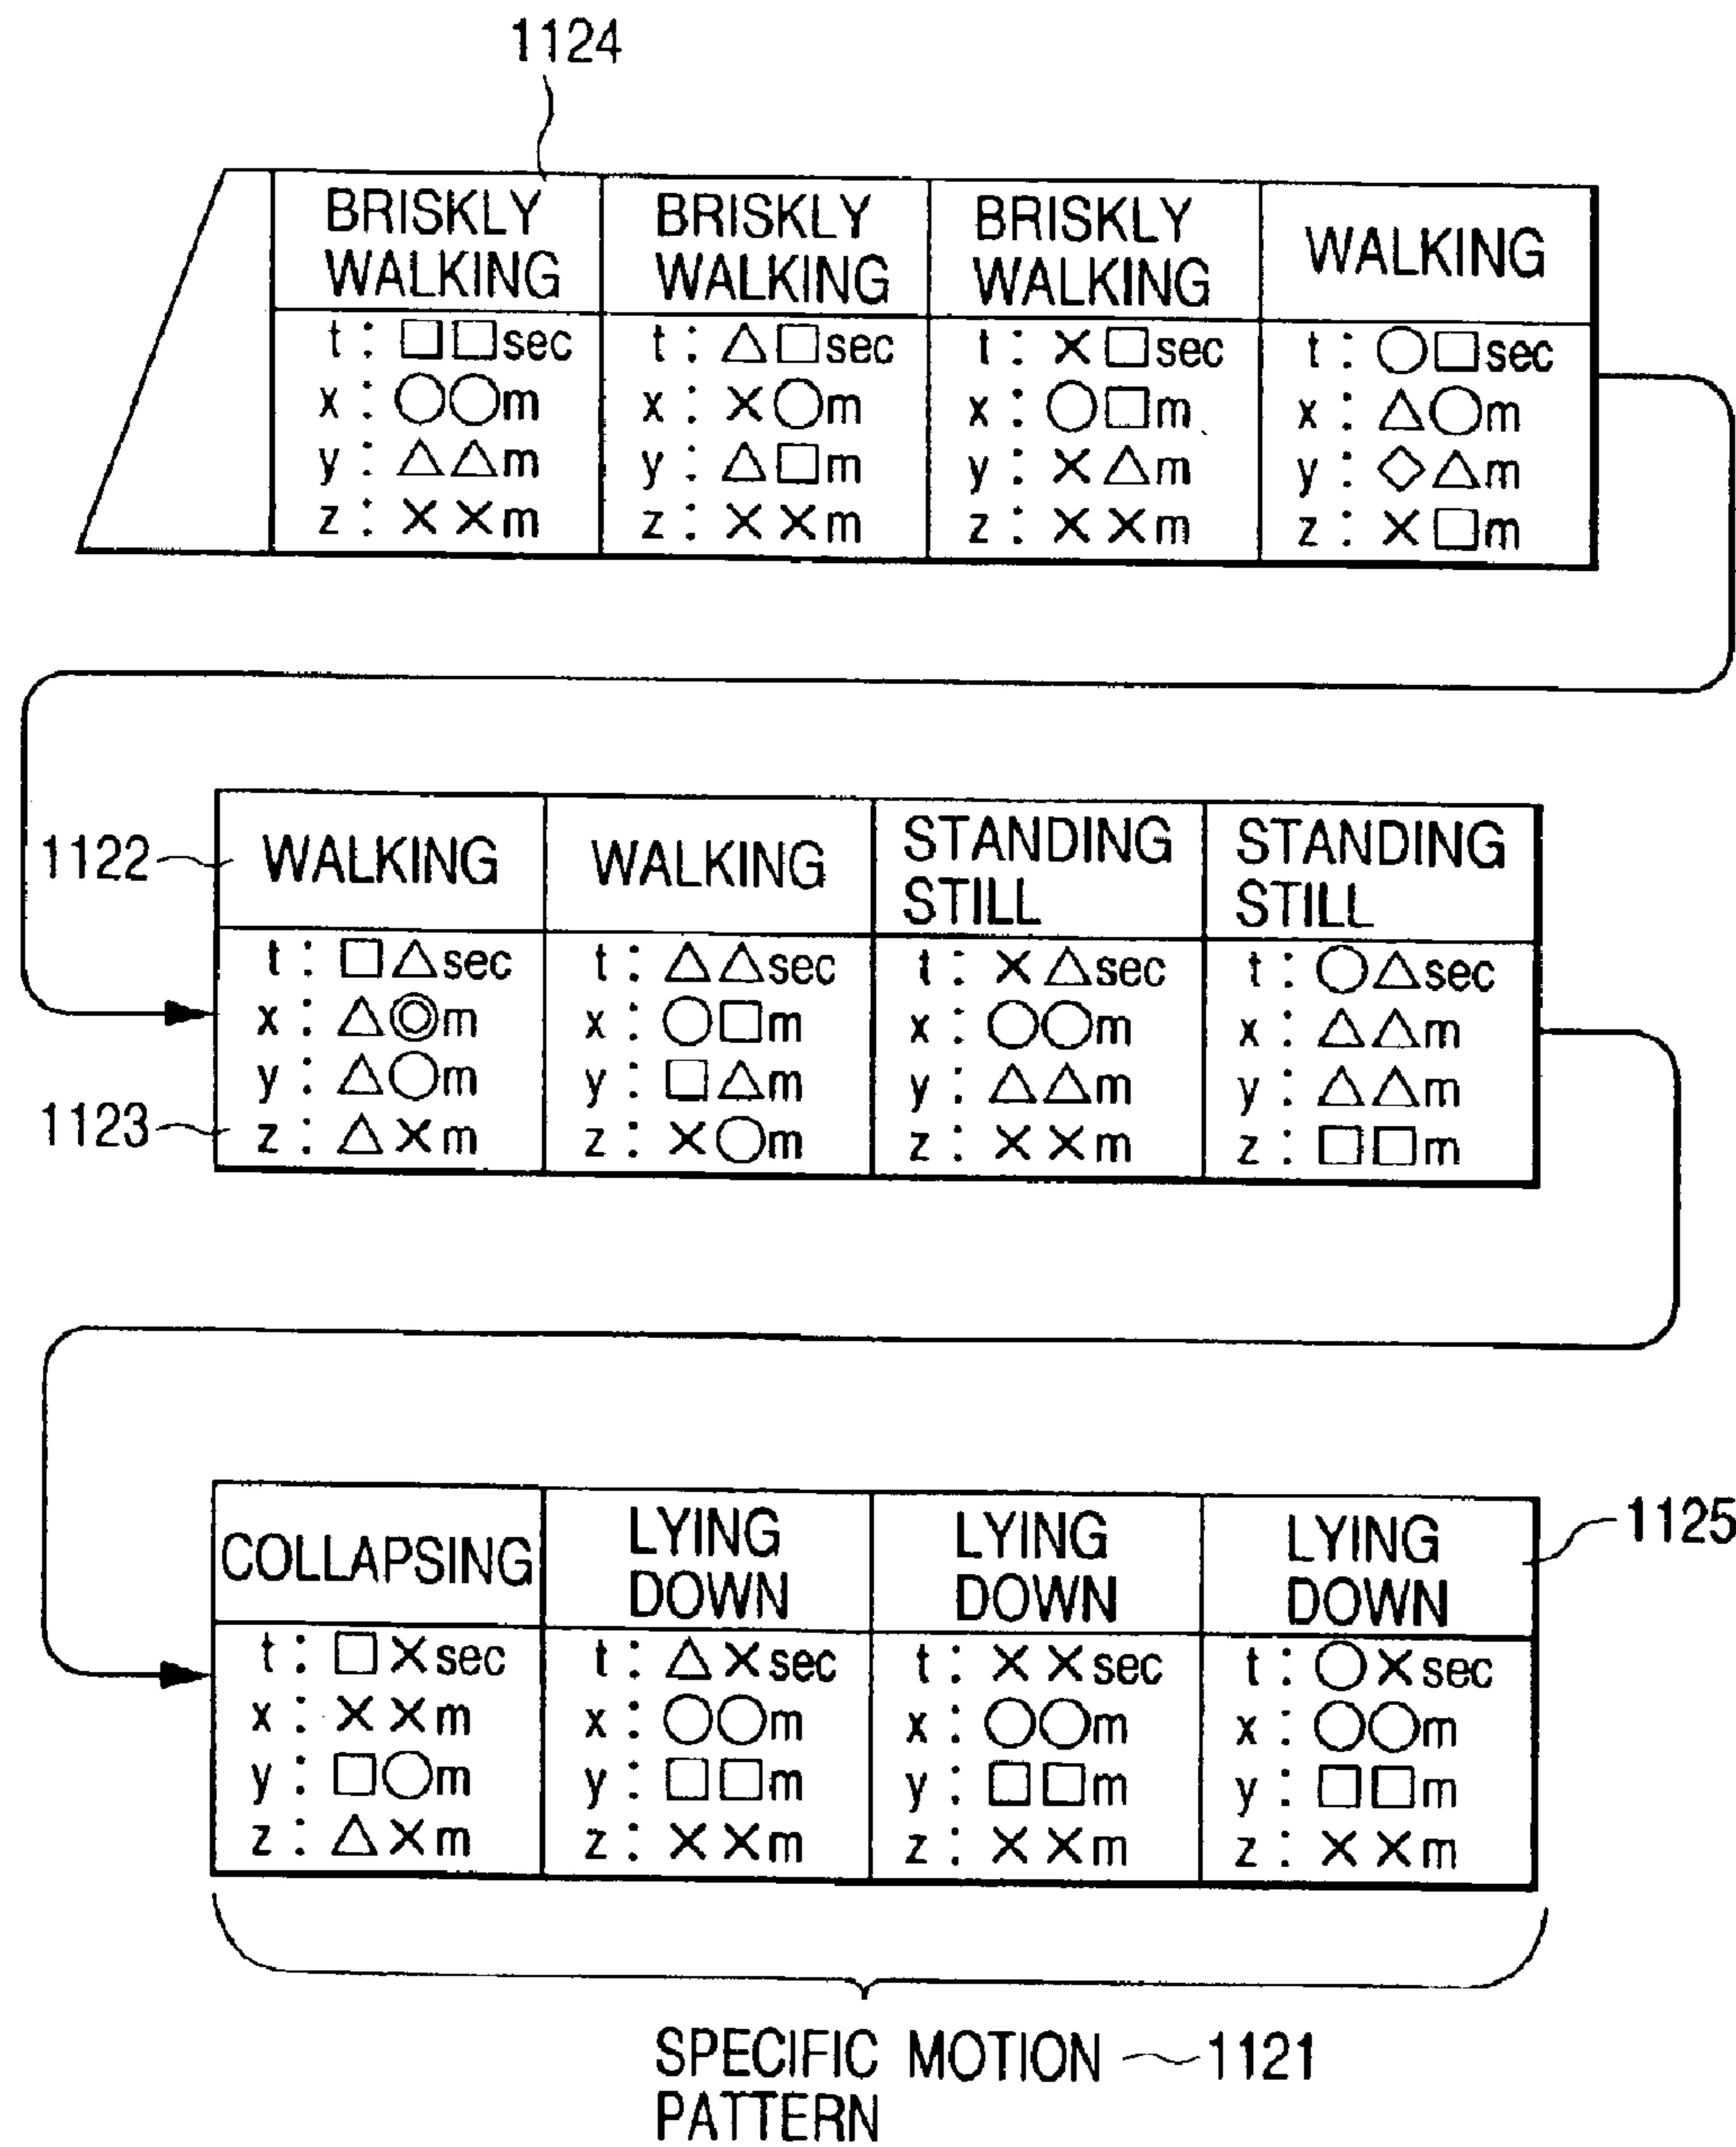 1124
BRISKLY WALKING BRISKLY WALKING BRISKLY WALKING WALKING
t : □□sec t : △□sec t : ×□sec t : ○□sec
x : ○○m x : ×○m x : ○□m x : △○m
y : △△m y : △□m y : ×△m y : ◇△m
z : ××m z : ××m z : ××m z : ×□m
1122 WALKING WALKING STANDING STILL STANDING STILL
t : □△sec t : △△sec t : ×△sec t : ○△sec
x : △◎m x : ○□m x : ○○m x : △△m
y : △○m y : □△m y : △△m y : △△m
1123 z : △×m z : ×○m z : ××m z : □□m
COLLAPSING LYING DOWN LYING DOWN LYING DOWN 1125
t : □×sec t : △×sec t : ××sec t : ○×sec
x : ××m x : ○○m x : ○○m x : ○○m
y : □○m y : □□m y : □□m y : □□m
z : △×m z : ××m z : ××m z : ××m
SPECIFIC MOTION 1121
PATTERN